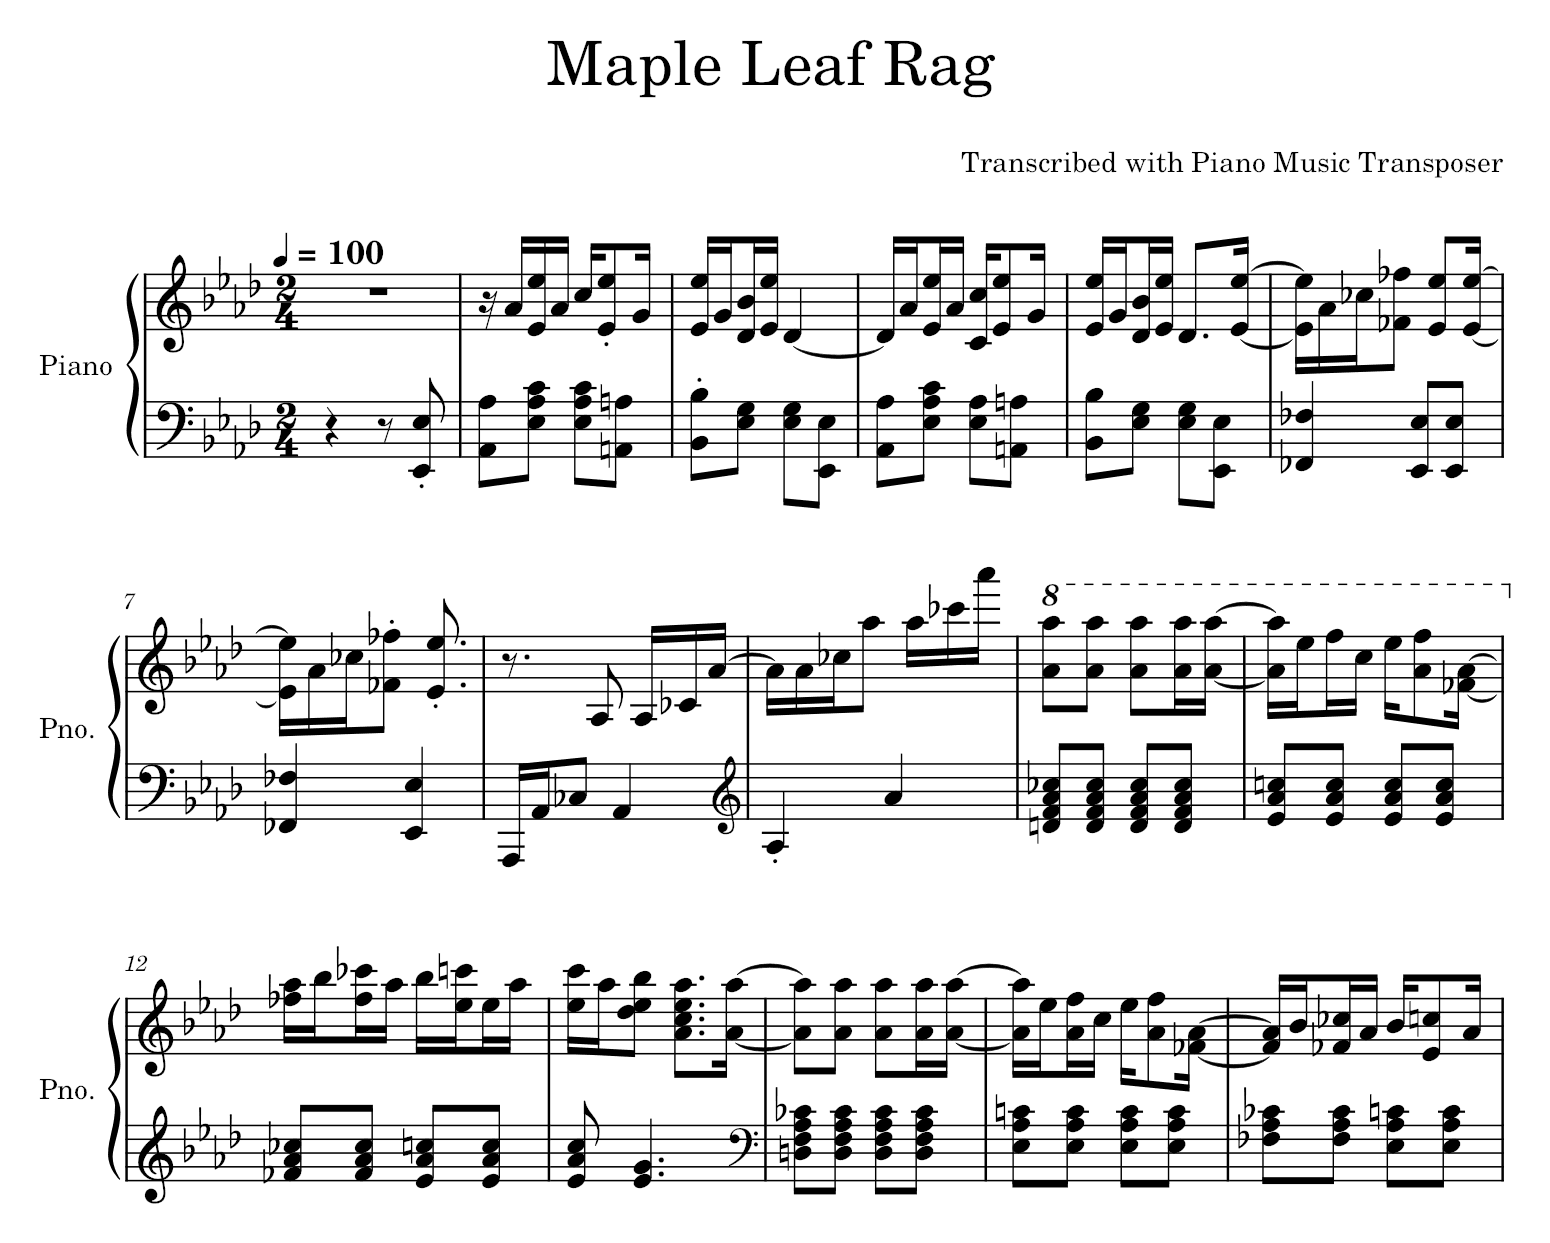 Maple Leaf Rag
Transcribed with Piano Music Transposer
♩ = 100
Piano
7
8
Pno.
12
Pno.